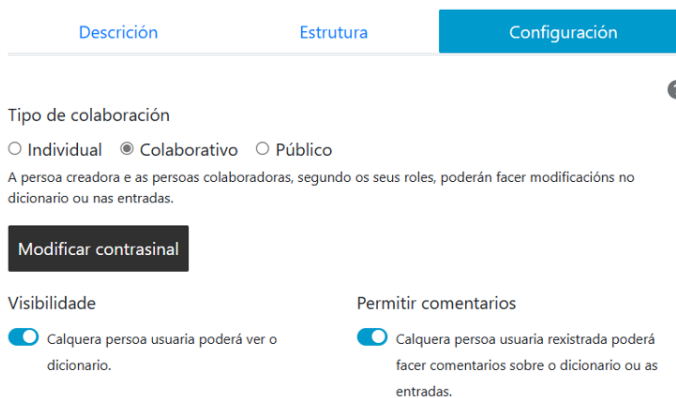 Descrición Estrutura Configuración
Tipo de colaboración
Individual Colaborativo Público
A persoa creadora e as persoas colaboradoras, segundo os seus roles, poderán facer modificacións no
dicionario ou nas entradas.
Modificar contrasinal
Visibilidade
Calquera persoa usuaria poderá ver o
dicionario.
Permitir comentarios
Calquera persoa usuaria rexistrada poderá
facer comentarios sobre o dicionario ou as
entradas.